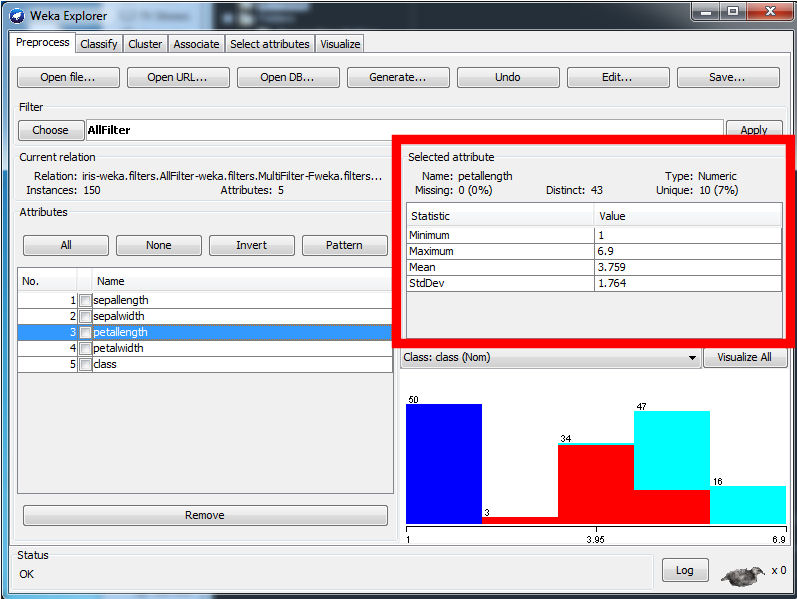 Weka Explorer
Preprocess Classify Cluster Associate Select attributes Visualize
Open file... Open URL... Open DB... Generate... Undo Edit... Save...
Filter
Choose AllFilter Apply
Current relation
Relation: iris-weka.filters.AllFilter-weka.filters.MultiFilter-Fweka.filters...
Instances: 150 Attributes: 5
Attributes
All None Invert Pattern
No. Name
1 sepallength
2 sepalwidth
3 petallength
4 petalwidth
5 class
Remove
Selected attribute
Name: petallength Type: Numeric
Missing: 0 (0%) Distinct: 43 Unique: 10 (7%)
Statistic Value
Minimum 1
Maximum 6.9
Mean 3.759
StdDev 1.764
Class: class (Nom) Visualize All
50
3
34
47
16
1 3.95 6.9
Status
OK
Log x 0